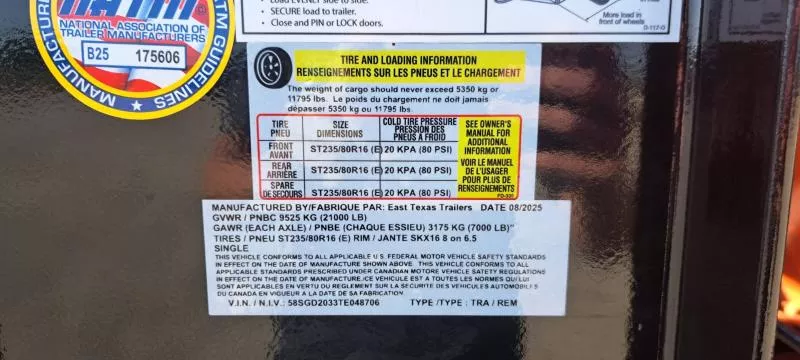 NATIONAL ASSOCIATION OF
TRAILER MANUFACTURERS
B25 175606
GUIDELINES
• SECURE load to trailer.
• Close and PIN or LOCK doors.
More load in
front of wheels
D-117-O
TIRE AND LOADING INFORMATION
RENSEIGNEMENTS SUR LES PNEUS ET LE CHARGEMENT
The weight of cargo should never exceed 5350 kg or
11795 lbs. Le poids du chargement ne doit jamais
dépasser 5350 kg ou 11795 lbs.
TIRE
PNEU
SIZE
DIMENSIONS
COLD TIRE PRESSURE
PRESSION DES
PNEUS A FROID
SEE OWNER'S
MANUAL FOR
ADDITIONAL
INFORMATION
VOIR LE MANUEL
DE L'USAGER
POUR PLUS DE
RENSEIGNEMENTS
FRONT
AVANT
ST235/80R16 (E) 20 KPA (80 PSI)
REAR
ARRIÈRE
ST235/80R16 (E) 20 KPA (80 PSI)
SPARE
DE SECOURS
ST235/80R16 (E) 20 KPA (80 PSI)
MANUFACTURED BY/FABRIQUE PAR: East Texas Trailers DATE 08/2025
GVWR / PNBC 9525 KG (21000 LB)
GAWR (EACH AXLE) / PNBE (CHAQUE ESSIEU) 3175 KG (7000 LB)"
TIRES / PNEU ST235/80R16 (E) RIM / JANTE SKX16 8 on 6.5
SINGLE
THIS VEHICLE CONFORMS TO ALL APPLICABLE U.S. FEDERAL MOTOR VEHICLE SAFETY STANDARDS
IN EFFECT ON THE DATE OF MANUFACTURE SHOWN ABOVE. THIS VEHICLE CONFORMS TO ALL
APPLICABLE STANDARDS PRESCRIBED UNDER CANADIAN MOTORE VEHICLE SATETY REGULATIONS
IN EFFECT ON THE DATE OF MANUFACTURE./CE VEHICULE EST A TOUTES LES NORMES QUI LUI
SONT APPLICABLES EN VERTU DU REGLEMENT SUR LA SECURITE DES VEHICULES AUTOMOBILES
DU CANADA EN VIGUEUR A LA DATE DE SA FABRICATION.
V.I.N. / N.I.V.: 58SGD2033TE048706 TYPE /TYPE : TRA / REM